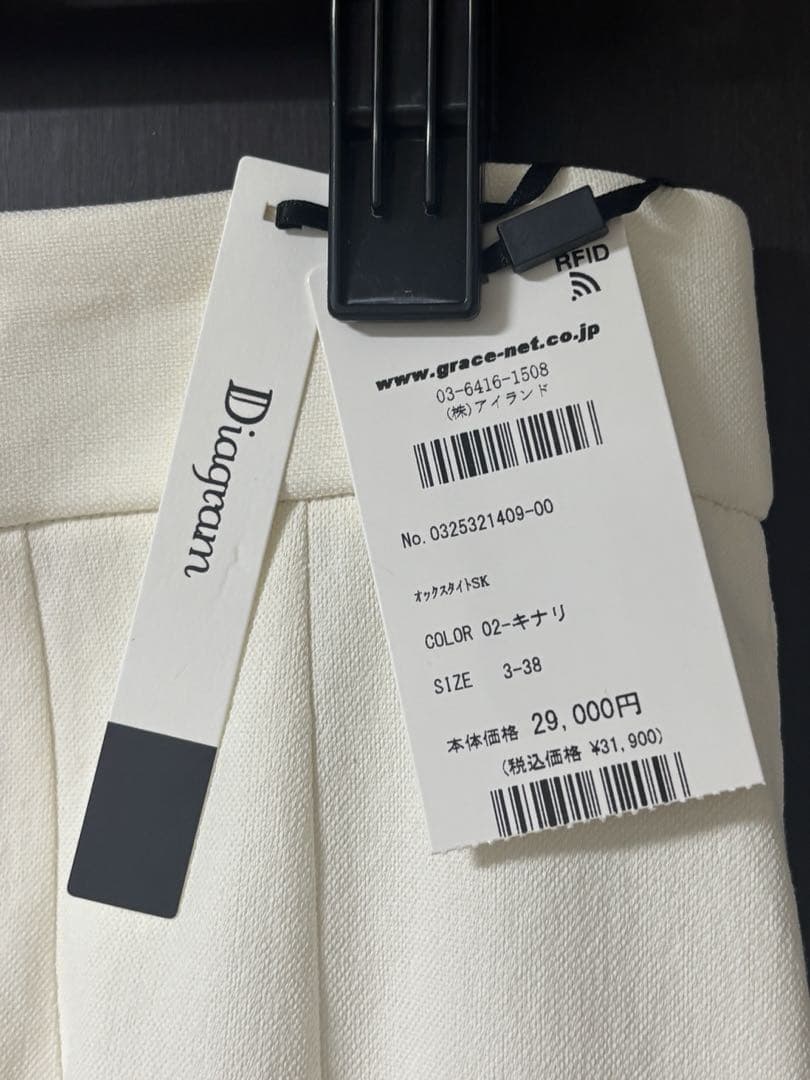 Diagram
RFID
www.grace-net.co.jp
03-6416-1508
(株)アイランド
No. 0325321409-00
オックスタイトSK
COLOR 02-キナリ
SIZE 3-38
本体価格 29,000円
(税込価格 ¥31,900)